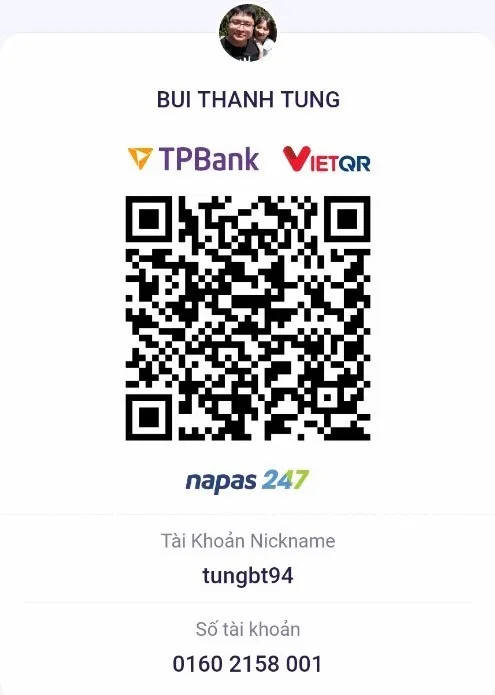 BUI THANH TUNG
TPBank VIETQR
napas 247
Tài Khoản Nickname
tungbt94
Số tài khoản
0160 2158 001